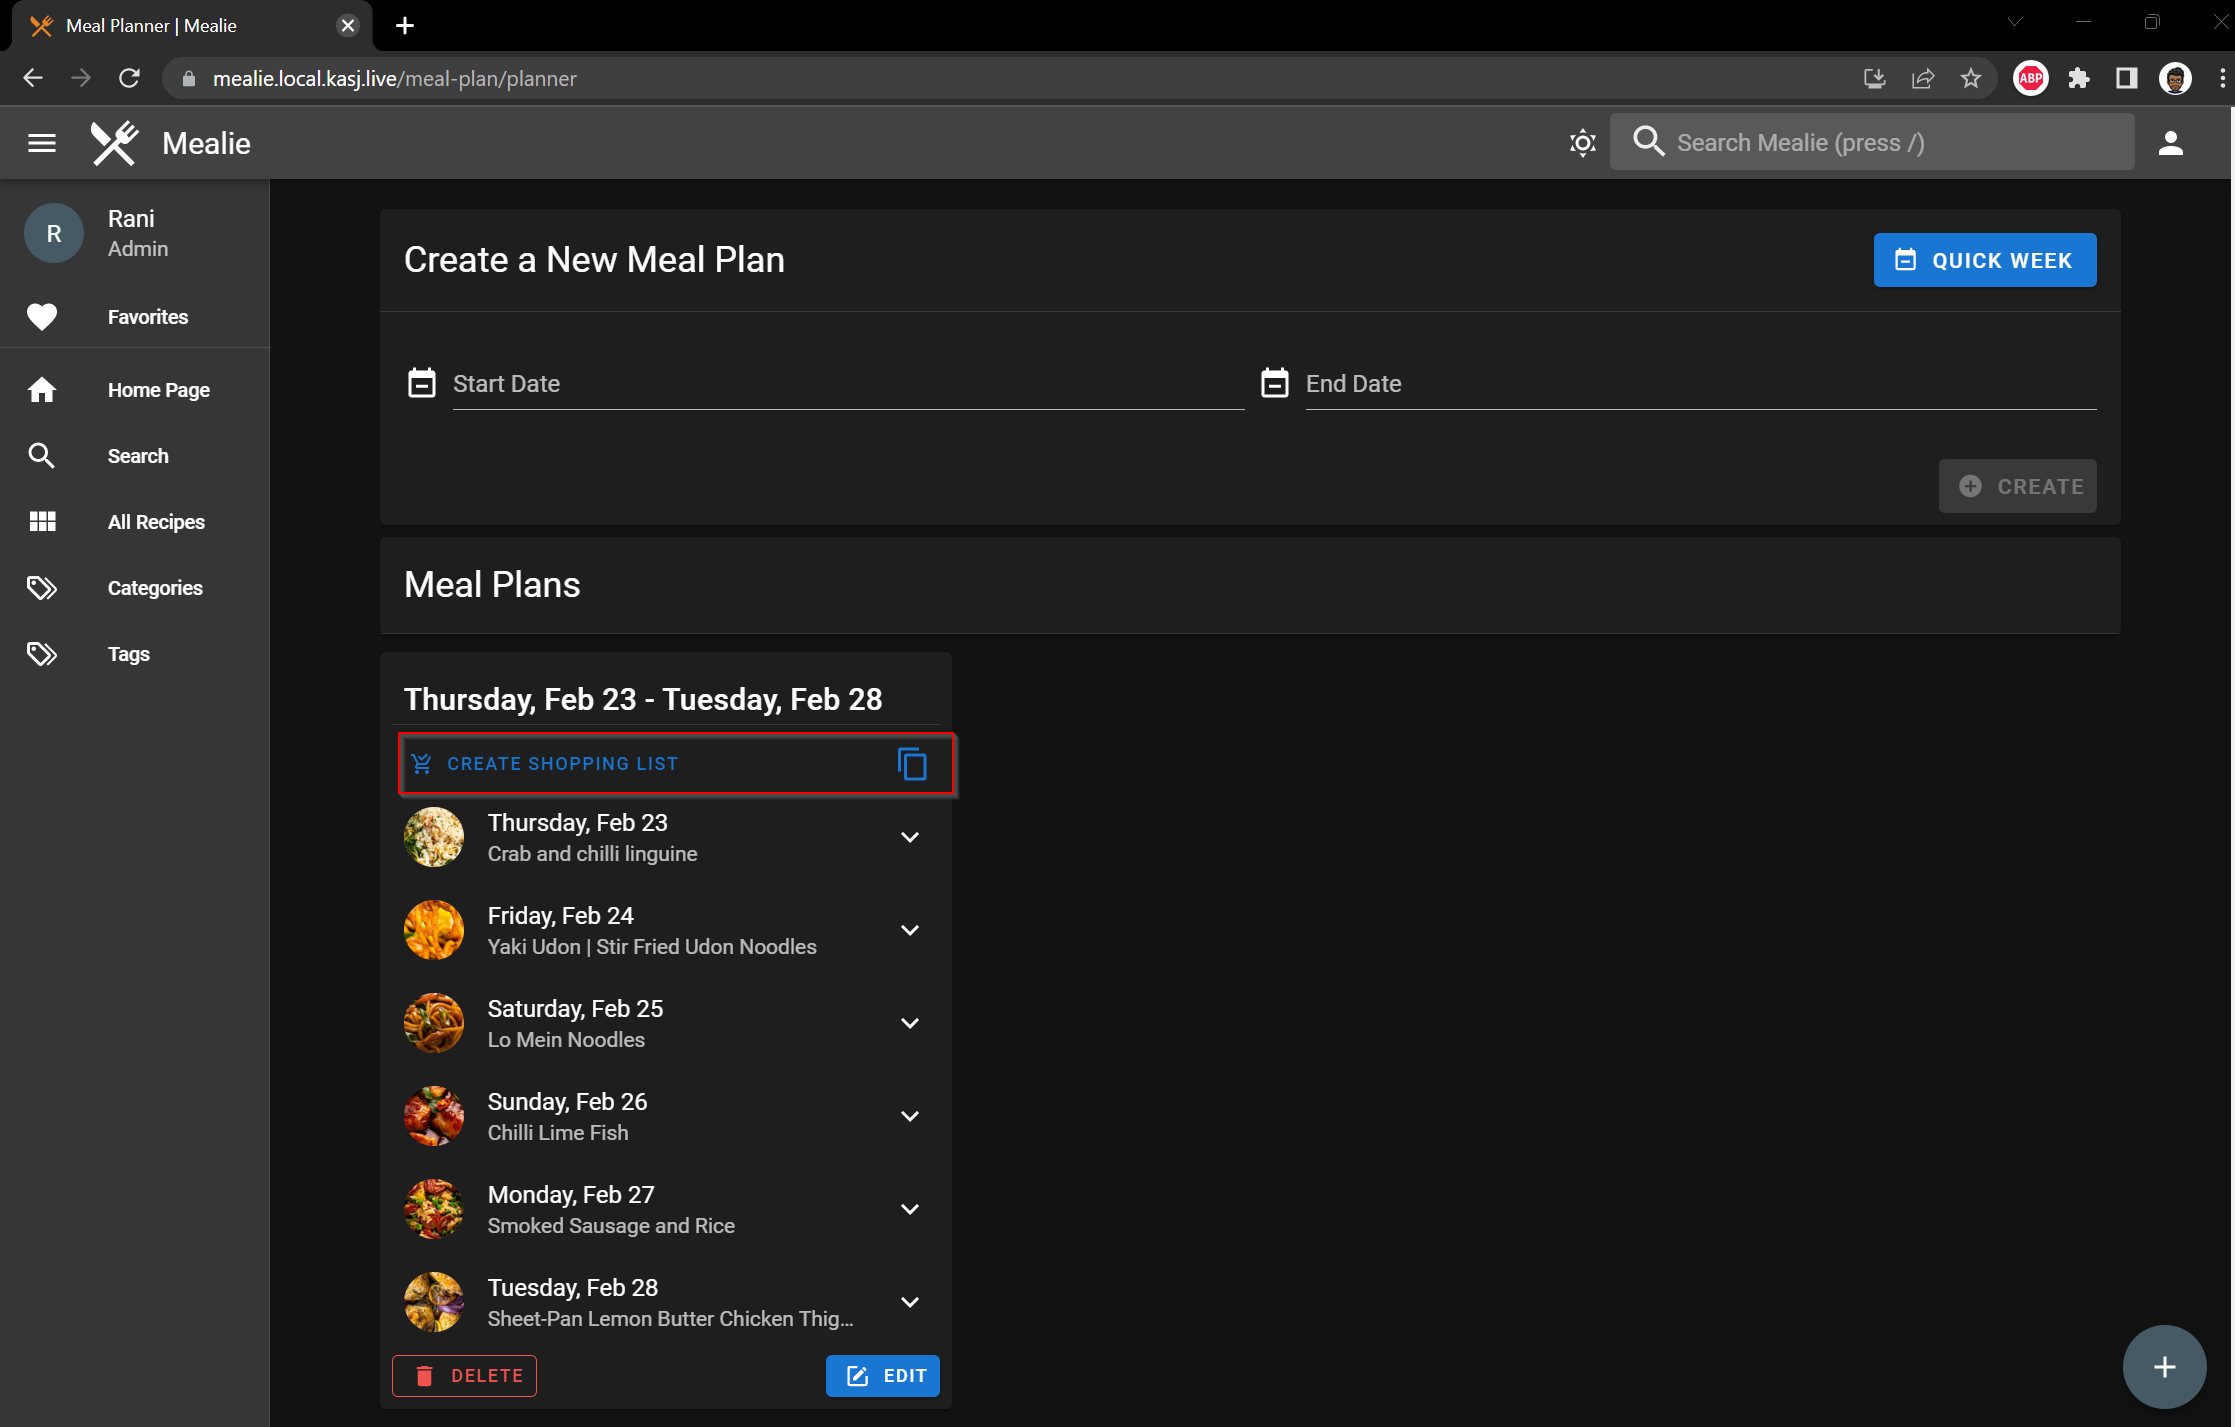 Meal Planner | Mealie
mealie.local.kasj.live/meal-plan/planner
ABP
Mealie
Search Mealie (press /)
R
Rani
Admin
Favorites
Home Page
Search
All Recipes
Categories
Tags
Create a New Meal Plan
QUICK WEEK
Start Date
End Date
CREATE
Meal Plans
Thursday, Feb 23 - Tuesday, Feb 28
CREATE SHOPPING LIST
Thursday, Feb 23
Crab and chilli linguine
Friday, Feb 24
Yaki Udon | Stir Fried Udon Noodles
Saturday, Feb 25
Lo Mein Noodles
Sunday, Feb 26
Chilli Lime Fish
Monday, Feb 27
Smoked Sausage and Rice
Tuesday, Feb 28
Sheet-Pan Lemon Butter Chicken Thig...
DELETE
EDIT